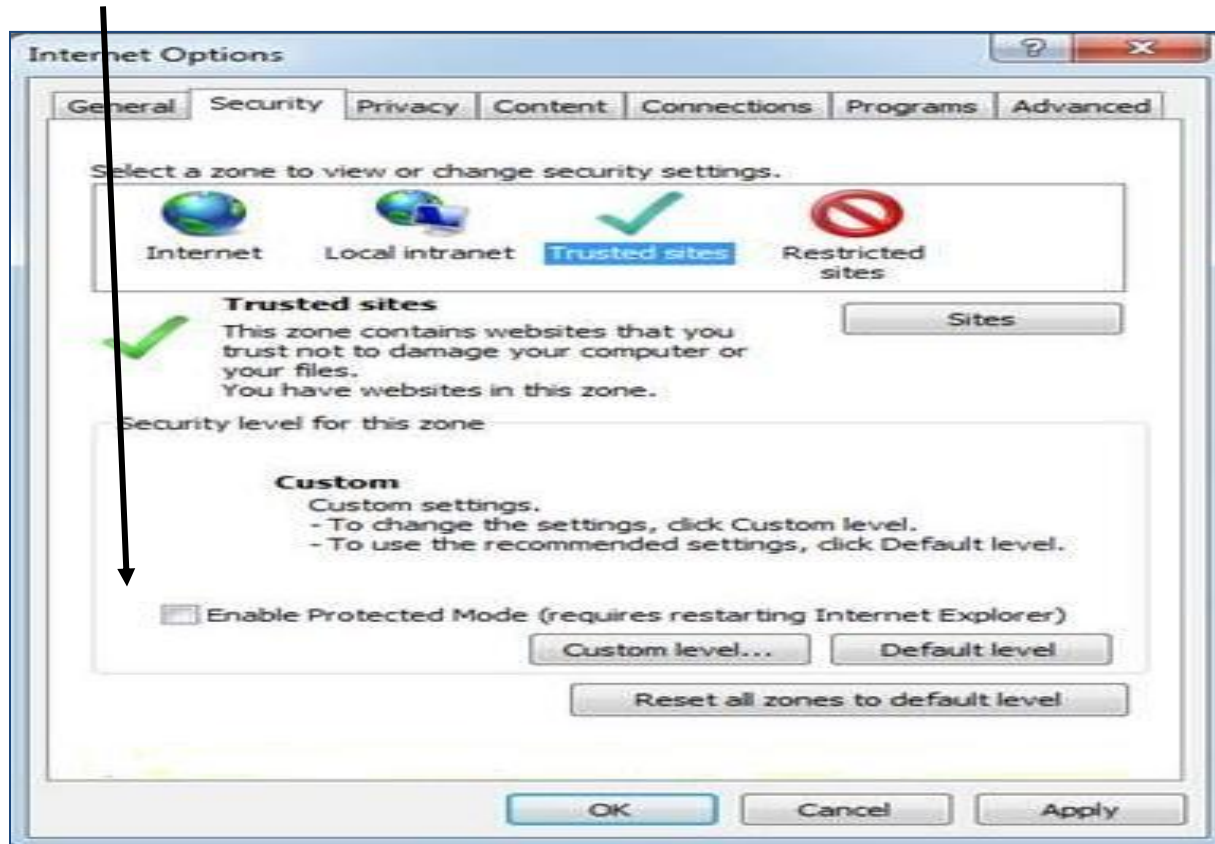 Internet Options
?
General Security Privacy Content Connections Programs Advanced
Select a zone to view or change security settings.
Internet Local intranet Trusted sites Restricted sites
Trusted sites
Sites
This zone contains websites that you
trust not to damage your computer or
your files.
You have websites in this zone.
Security level for this zone
Custom
Custom settings.
- To change the settings, click Custom level.
- To use the recommended settings, click Default level.
Enable Protected Mode (requires restarting Internet Explorer)
Custom level... Default level
Reset all zones to default level
OK Cancel Apply